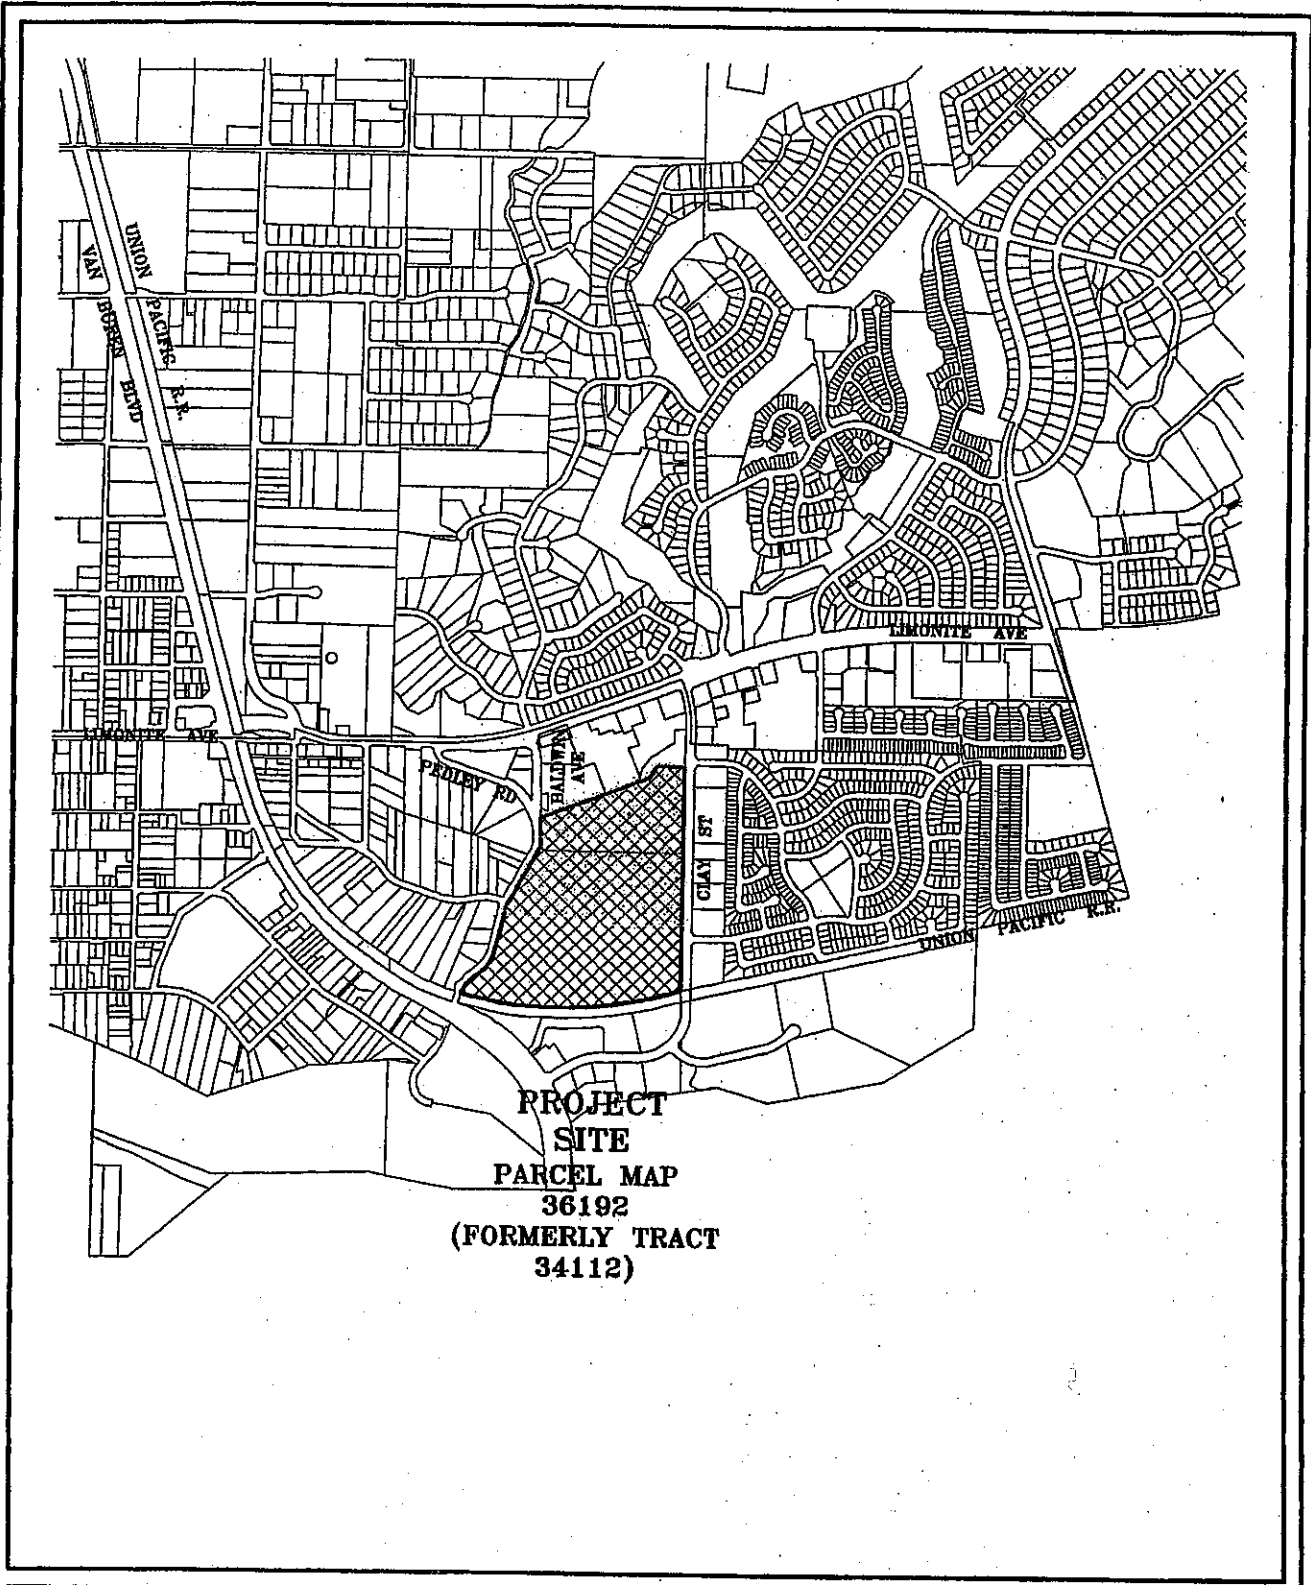 UNION PACIFIC R.R.
VAN BUREN BLVD
LIMONITE AVE
LIMONITE AVE
PEDLEY RD
BALDWIN AVE
CLAY ST
UNION PACIFIC R.R.
PROJECT
SITE
PARCEL MAP
36192
(FORMERLY TRACT
34112)